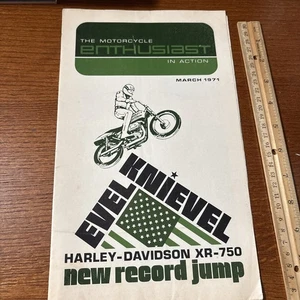 THE MOTORCYCLE
enthusiast
IN ACTION
MARCH 1971
EVEL
KNIEVEL
HARLEY-DAVIDSON XR-750
new record jump